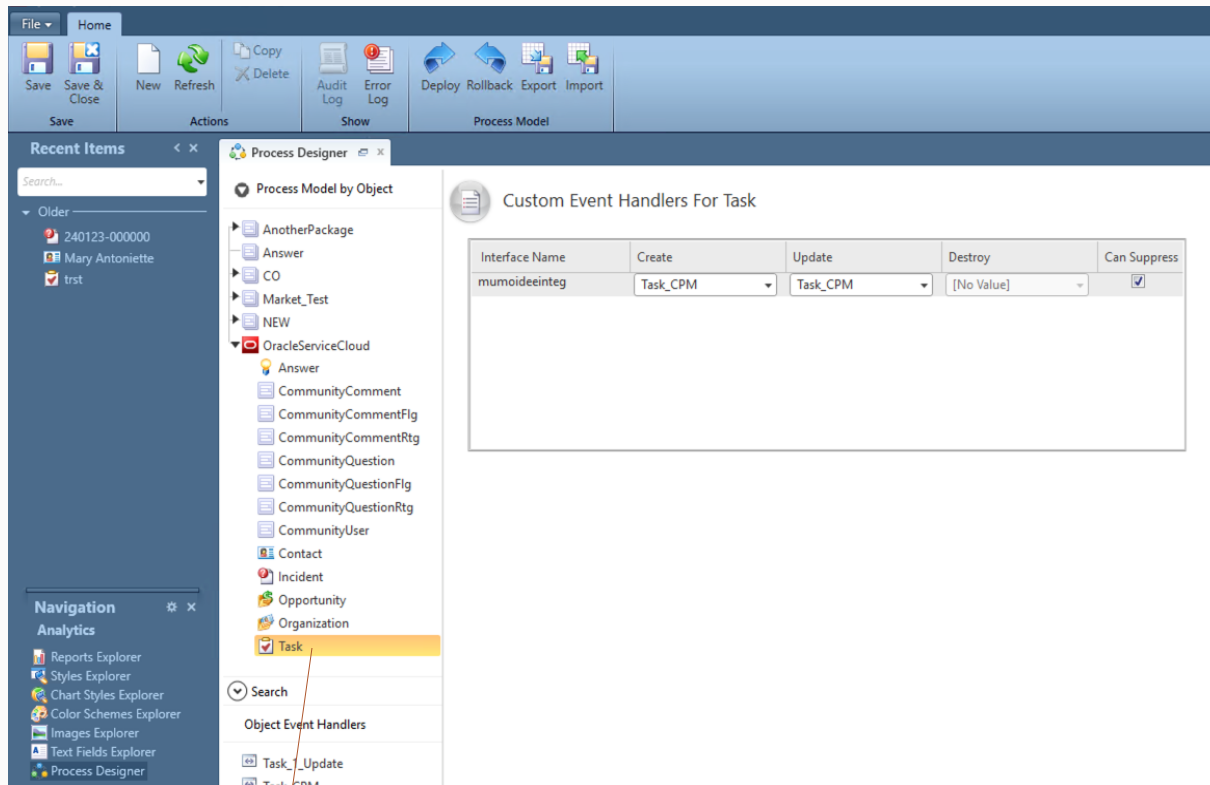 File
Home
Save
Save & Close
New
Refresh
Copy
Delete
Audit Log
Error Log
Deploy
Rollback
Export
Import
Save
Actions
Show
Process Model
Recent Items
Search...
Older
240123-000000
Mary Antoniette
trst
Navigation
Analytics
Reports Explorer
Styles Explorer
Chart Styles Explorer
Color Schemes Explorer
Images Explorer
Text Fields Explorer
Process Designer
Process Designer
Process Model by Object
AnotherPackage
Answer
CO
Market_Test
NEW
OracleServiceCloud
Answer
CommunityComment
CommunityCommentFlg
CommunityCommentRtg
CommunityQuestion
CommunityQuestionFlg
CommunityQuestionRtg
CommunityUser
Contact
Incident
Opportunity
Organization
Task
Search
Object Event Handlers
Task_1_Update
Task_CPM
Custom Event Handlers For Task
Interface Name Create Update Destroy Can Suppress
mumoideeinteg Task_CPM Task_CPM [No Value]